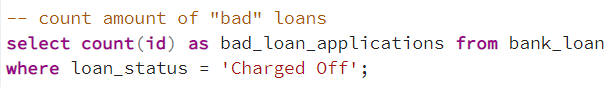 -- count amount of "bad" loans
select count(id) as bad_loan_applications from bank_loan
where loan_status = 'Charged Off';